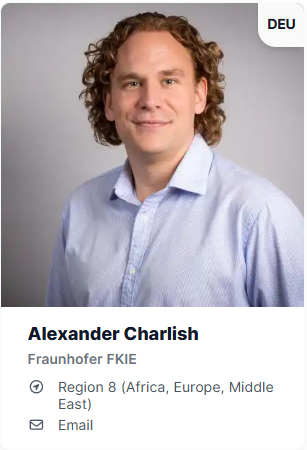 DEU
Alexander Charlish
Fraunhofer FKIE
Region 8 (Africa, Europe, Middle
East)
Email